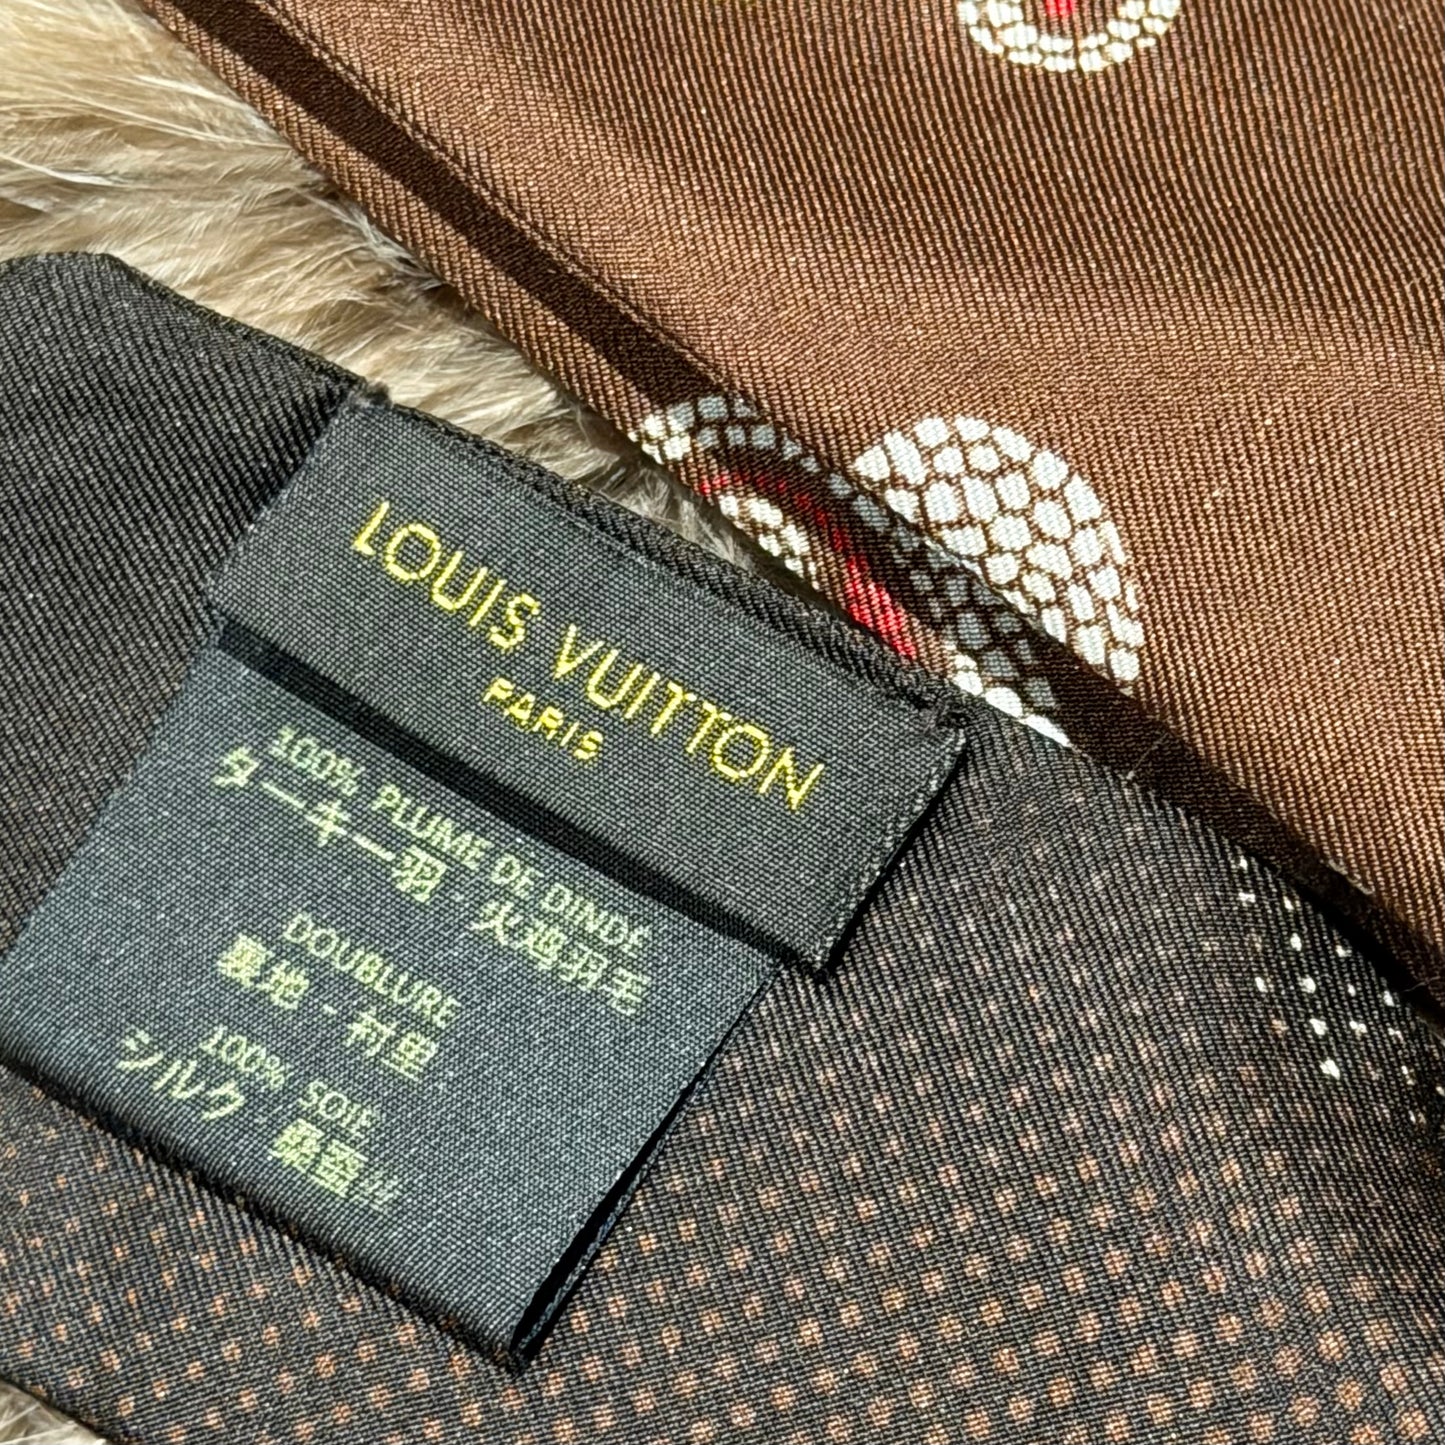 LOUIS VUITTON
PARIS
100% PLUME DE DINDE
ターキー羽 · 火鶏羽毛
DOUBLURE
裏地 - 衬里
100% SOIE
シルク · 桑蚕丝